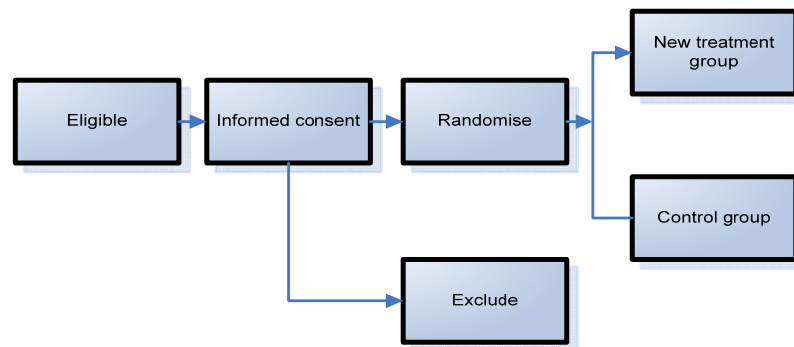 Eligible
Informed consent
Randomise
New treatment
group
Control group
Exclude